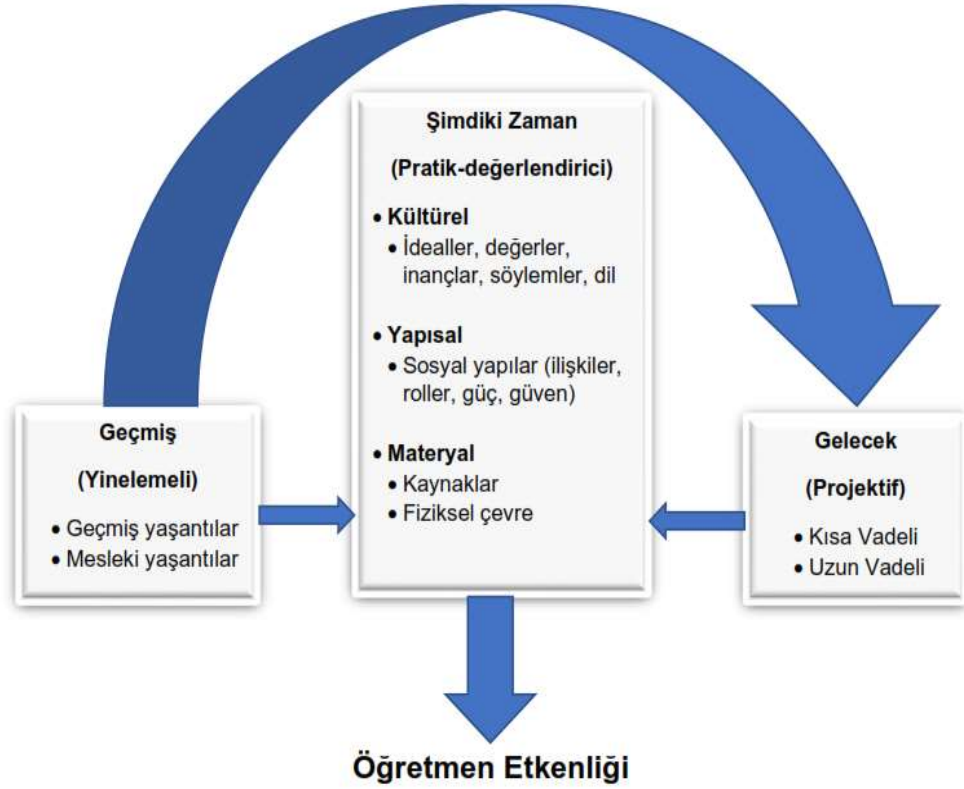 Şimdiki Zaman
(Pratik-değerlendirici)
• Kültürel
• İdealler, değerler,
inançlar, söylemler, dil
• Yapısal
• Sosyal yapılar (ilişkiler,
roller, güç, güven)
• Materyal
• Kaynaklar
• Fiziksel çevre
Geçmiş
(Yinelemeli)
• Geçmiş yaşantılar
• Mesleki yaşantılar
Gelecek
(Projektif)
• Kısa Vadeli
• Uzun Vadeli
Öğretmen Etkenliği